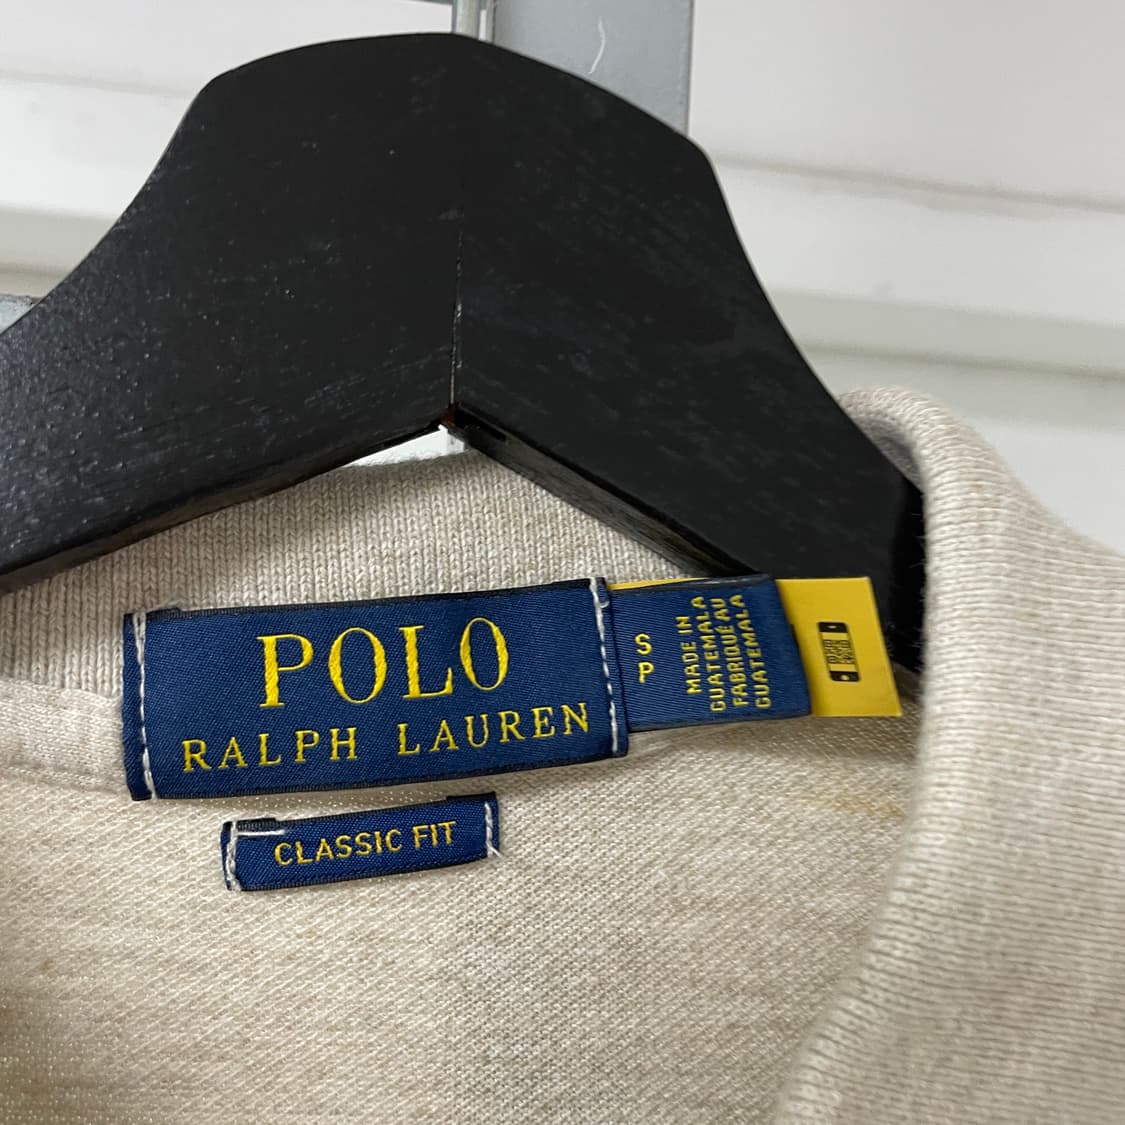 POLO
RALPH LAUREN
S
P
MADE IN
GUATEMALA
FABRIQUÉ AU
GUATEMALA
CLASSIC FIT